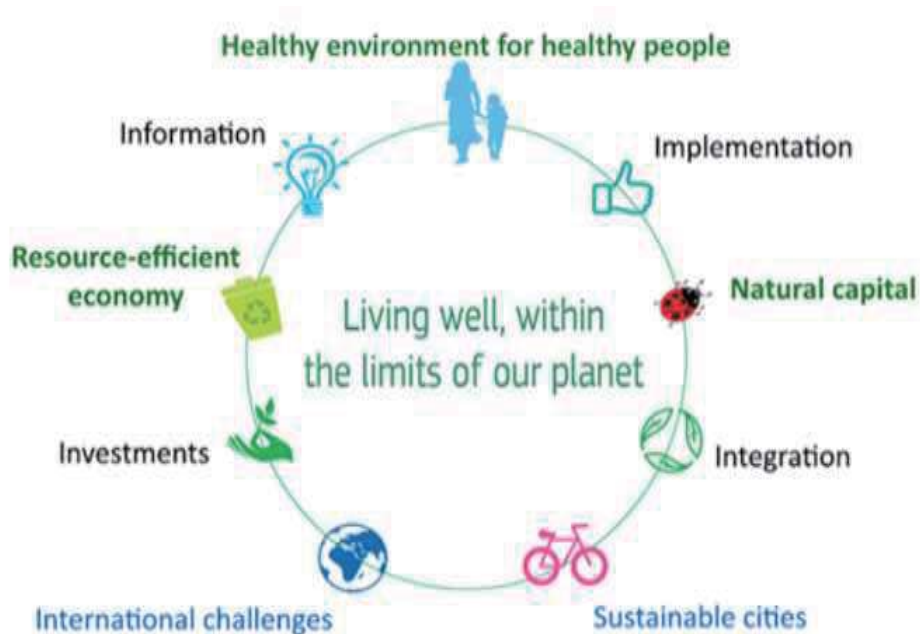 Healthy environment for healthy people
Information
Implementation
Resource-efficient
economy
Natural capital
Living well, within
the limits of our planet
Investments
Integration
International challenges
Sustainable cities